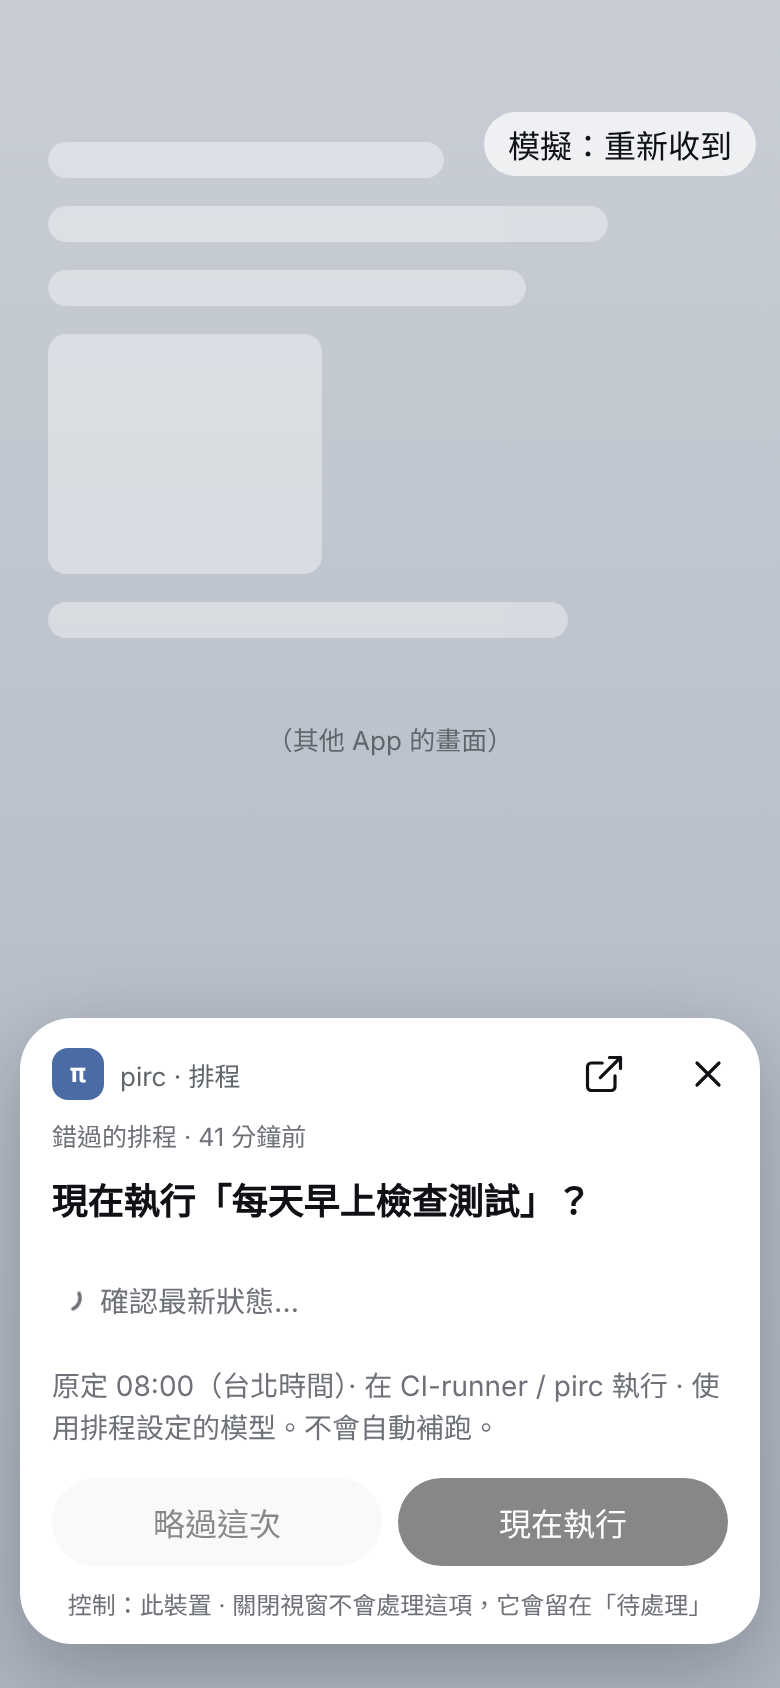 模擬：重新收到
（其他 App 的畫面）
π
pirc · 排程
錯過的排程 · 41 分鐘前
現在執行「每天早上檢查測試」？
確認最新狀態...
原定 08:00（台北時間）· 在 CI-runner / pirc 執行 · 使
用排程設定的模型。不會自動補跑。
略過這次
現在執行
控制：此裝置 · 關閉視窗不會處理這項，它會留在「待處理」